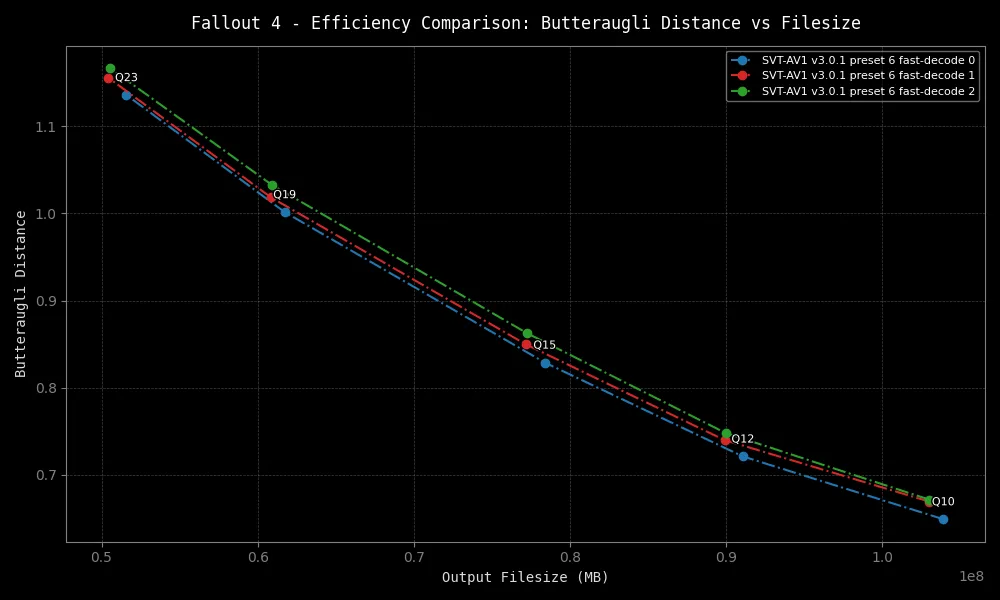 Fallout 4 - Efficiency Comparison: Butteraugli Distance vs Filesize
SVT-AV1 v3.0.1 preset 6 fast-decode 0
SVT-AV1 v3.0.1 preset 6 fast-decode 1
SVT-AV1 v3.0.1 preset 6 fast-decode 2
Butteraugli Distance
1.1
1.0
0.9
0.8
0.7
Q23
Q19
Q15
Q12
Q10
0.5 0.6 0.7 0.8 0.9 1.0
1e8
Output Filesize (MB)